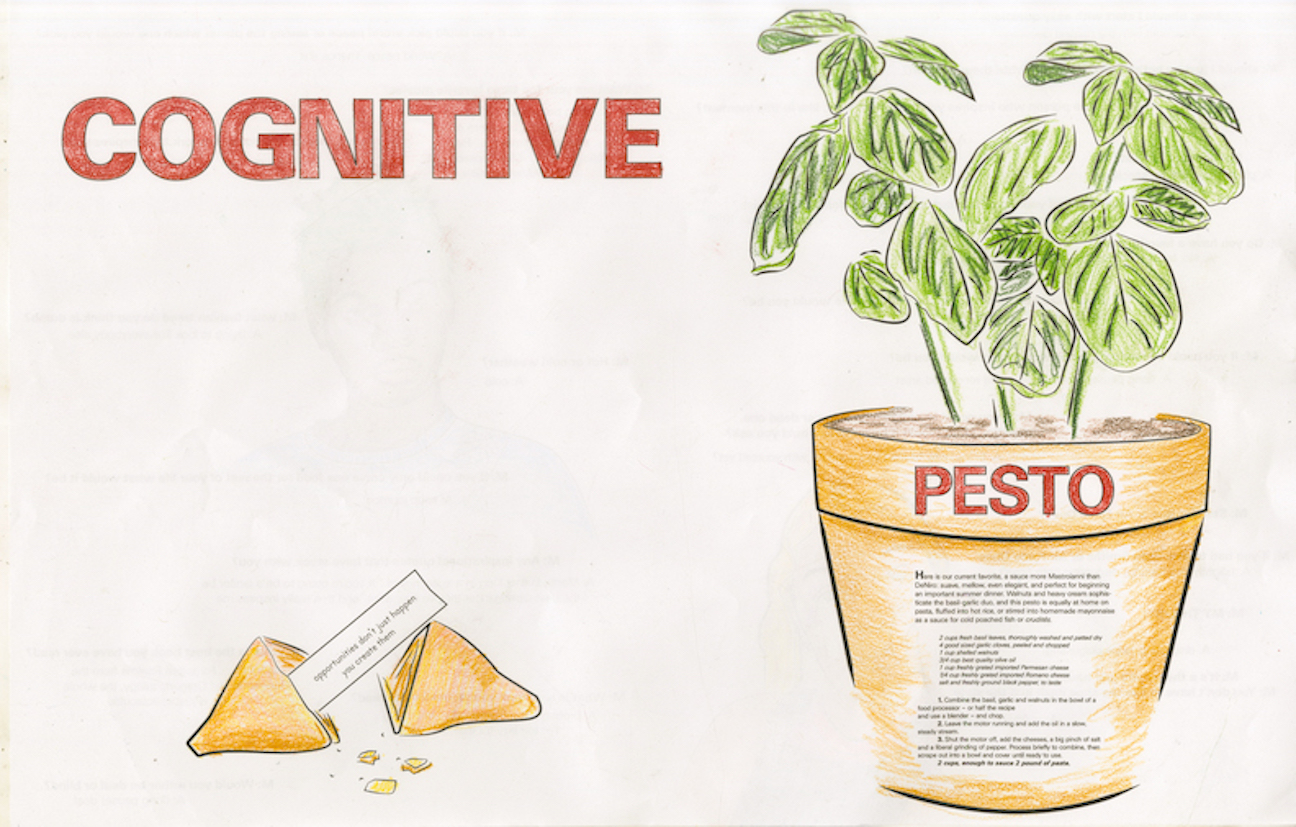 COGNITIVE
opportunities don't just happen
you create them
PESTO
Here is our current favorite, a sauce more Mastroianni than
DeNiro: suave, mellow, even elegant, and perfect for beginning
an important summer dinner. Walnuts and heavy cream sophis-
ticate the basil-garlic duo, and this pesto is equally at home on
pasta, fluffed into hot rice, or stirred into homemade mayonnaise
as a sauce for cold poached fish or crudités.
2 cups fresh basil leaves, thoroughly washed and patted dry
4 good sized garlic cloves, peeled and chopped
1 cup shelled walnuts
3/4 cup best quality olive oil
1 cup freshly grated imported Parmesan cheese
1/4 cup freshly grated imported Romano cheese
salt and freshly ground black pepper, to taste
1. Combine the basil, garlic and walnuts in the bowl of a
food processor – or half the recipe
and use a blender – and chop.
2. Leave the motor running and add the oil in a slow,
steady stream.
3. Shut the motor off, add the cheeses, a big pinch of salt
and a liberal grinding of pepper. Process briefly to combine, then
scrape out into a bowl and cover until ready to use.
2 cups, enough to sauce 2 pound of pasta.